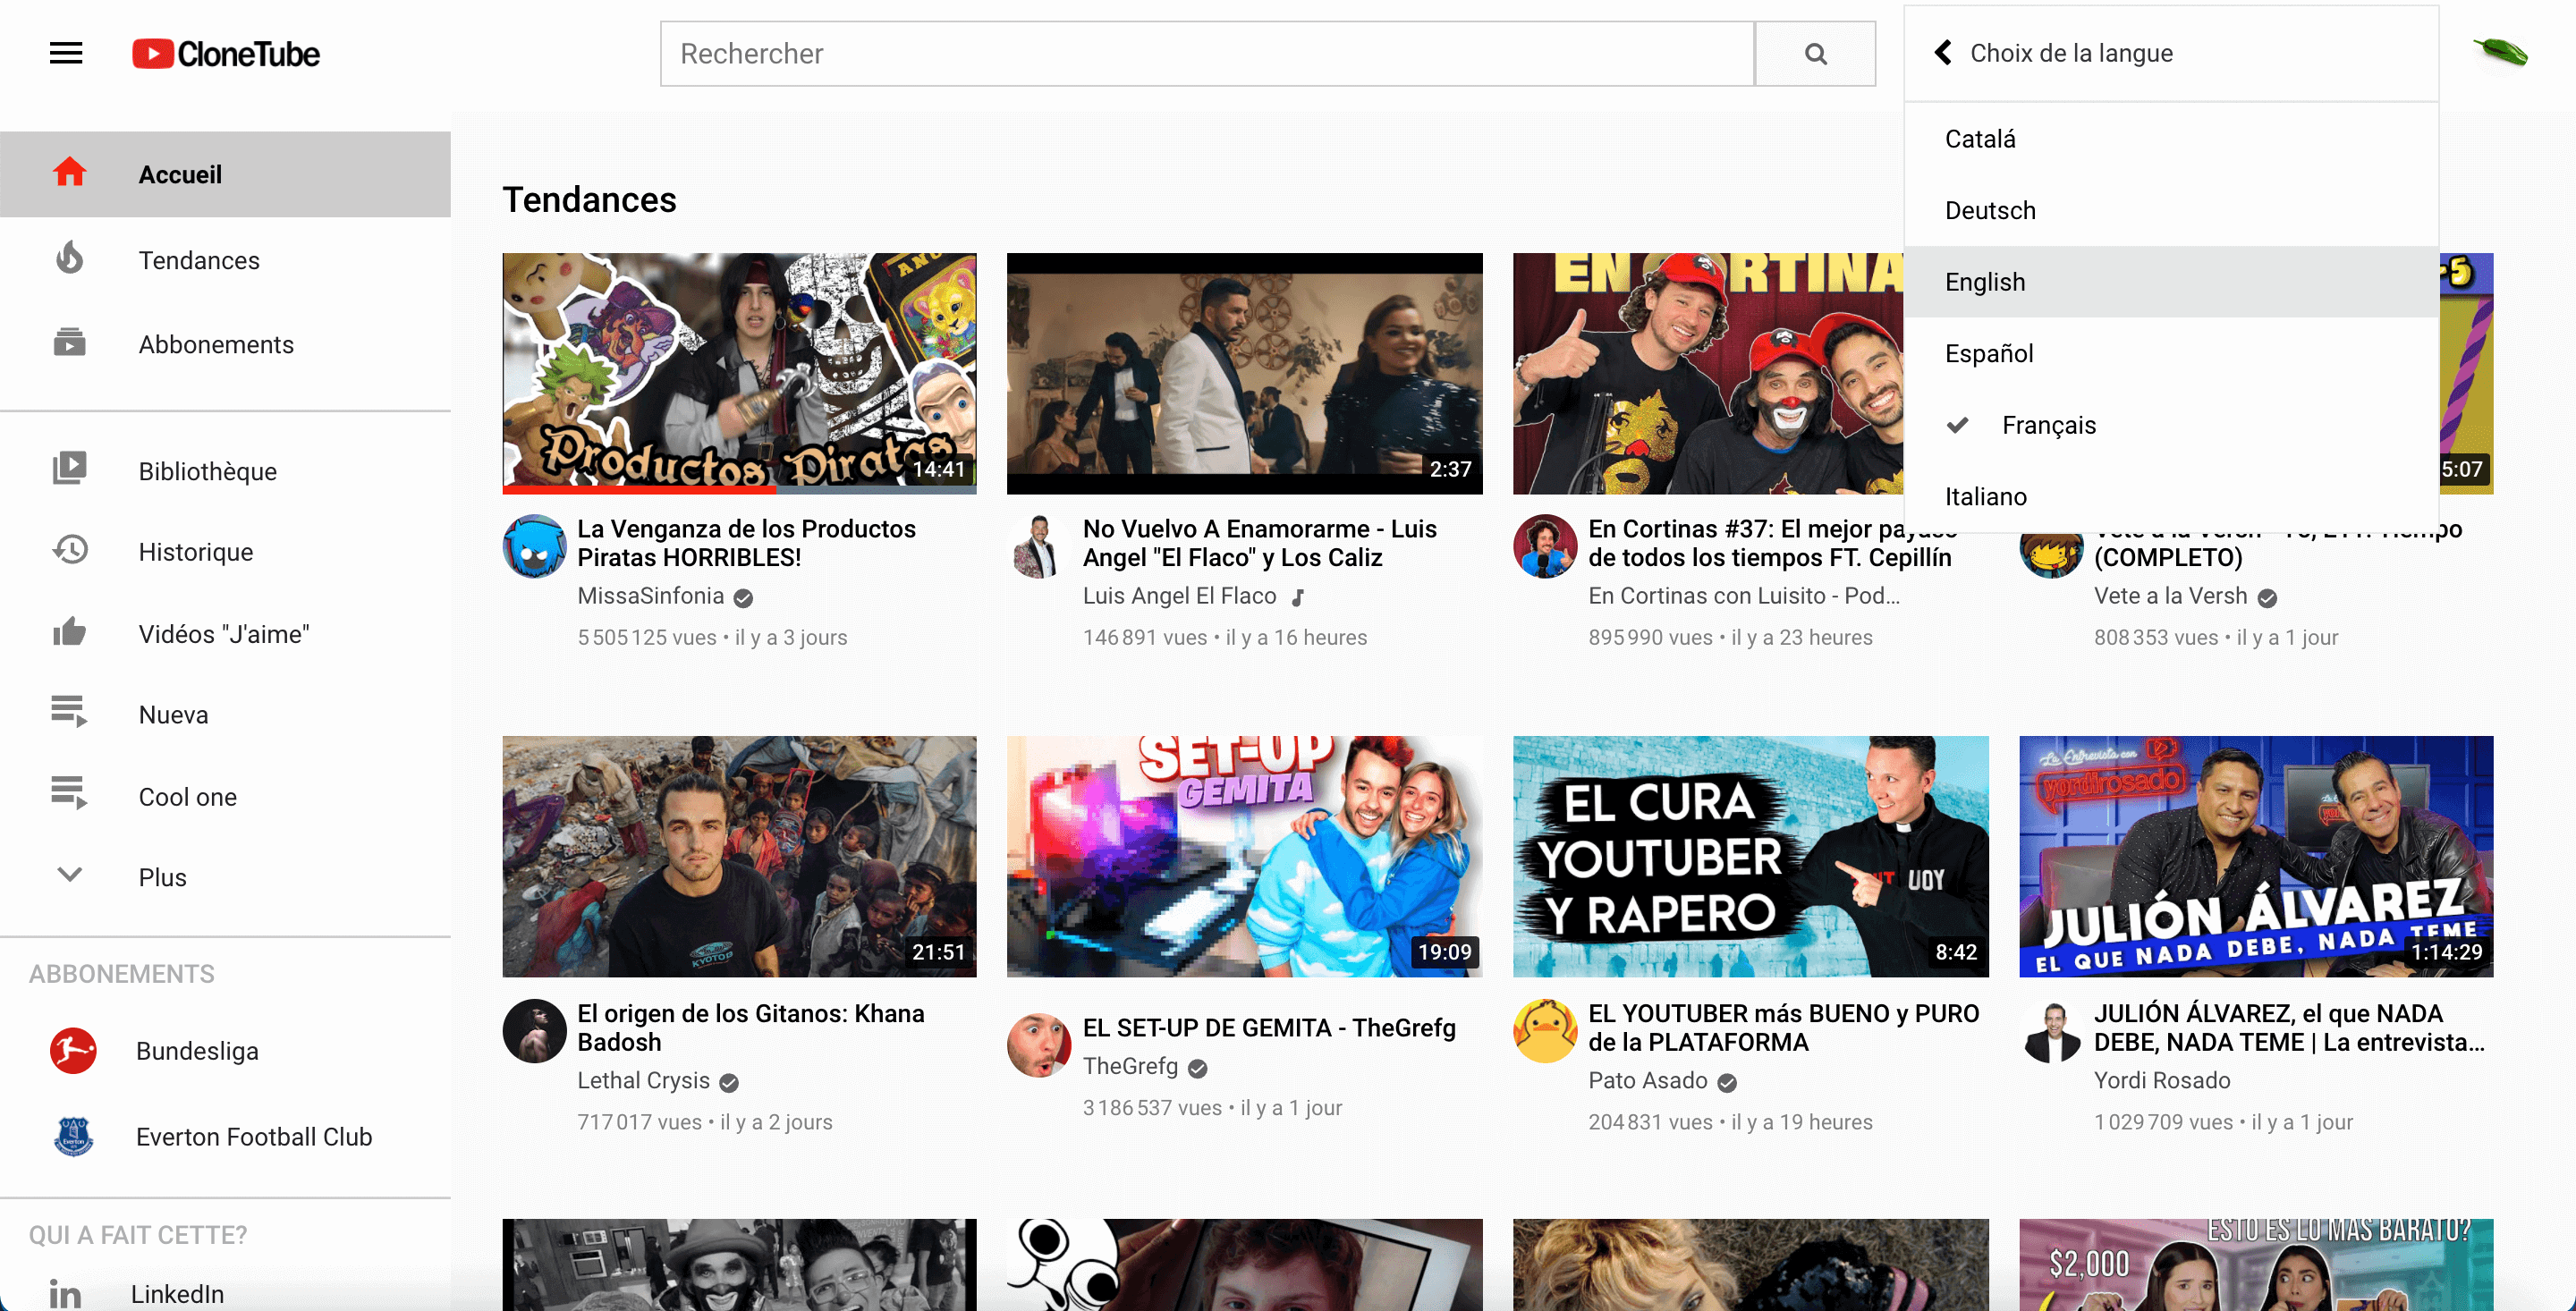 CloneTube
Rechercher
Choix de la langue
Catalá
Deutsch
English
Español
Français
Italiano
Accueil
Tendances
Abbonements
Bibliothèque
Historique
Vidéos "J'aime"
Nueva
Cool one
Plus
ABBONEMENTS
Bundesliga
Everton Football Club
QUI A FAIT CETTE?
LinkedIn
Tendances
Productos Piratas
14:41
La Venganza de los Productos
Piratas HORRIBLES!
MissaSinfonia
5 505 125 vues • il y a 3 jours
2:37
No Vuelvo A Enamorarme - Luis
Angel "El Flaco" y Los Caliz
Luis Angel El Flaco
146 891 vues • il y a 16 heures
EN CORTINA
En Cortinas #37: El mejor payaso
de todos los tiempos FT. Cepillín
En Cortinas con Luisito - Pod...
895 990 vues • il y a 23 heures
-5
5:07
Vete a la Versh
(COMPLETO)
Vete a la Versh
808 353 vues • il y a 1 jour
KYOTO
21:51
El origen de los Gitanos: Khana
Badosh
Lethal Crysis
717 017 vues • il y a 2 jours
SET-UP
GEMITA
19:09
EL SET-UP DE GEMITA - TheGrefg
TheGrefg
3 186 537 vues • il y a 1 jour
EL CURA
YOUTUBER
Y RAPERO
UOY
8:42
EL YOUTUBER más BUENO y PURO
de la PLATAFORMA
Pato Asado
204 831 vues • il y a 19 heures
La Entrevista con
yordirosado
JULIÓN ÁLVAREZ
EL QUE NADA DEBE, NADA TEME
1:14:29
JULIÓN ÁLVAREZ, el que NADA
DEBE, NADA TEME | La entrevista...
Yordi Rosado
1 029 709 vues • il y a 1 jour
ESTO ES LO MAS BARATO?
$2,000